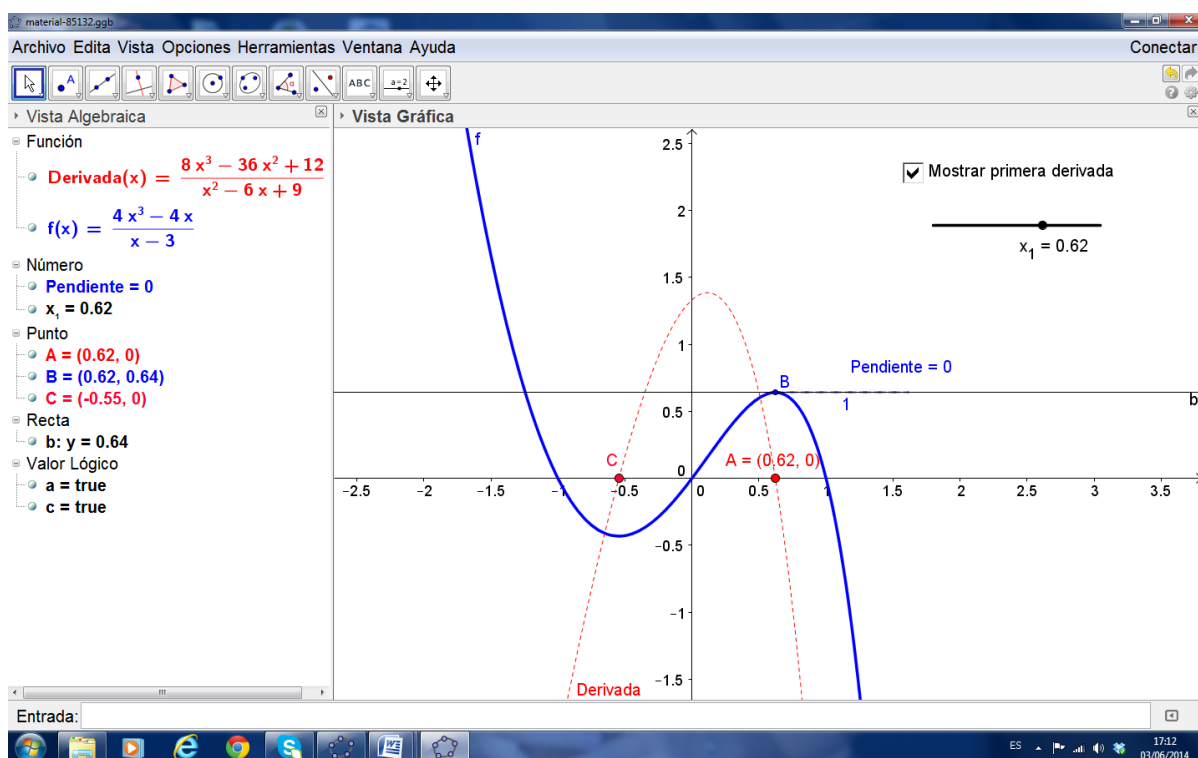 material-85132.ggb
Archivo Edita Vista Opciones Herramientas Ventana Ayuda
Conectar
A
ABC
a=2
Vista Algebraica
Función
Derivada(x) = (8 x³ − 36 x² + 12) / (x² − 6 x + 9)
f(x) = (4 x³ − 4 x) / (x − 3)
Número
Pendiente = 0
x₁ = 0.62
Punto
A = (0.62, 0)
B = (0.62, 0.64)
C = (-0.55, 0)
Recta
b: y = 0.64
Valor Lógico
a = true
c = true
Vista Gráfica
f
Mostrar primera derivada
x₁ = 0.62
Pendiente = 0
B
1
b
C
A = (0.62, 0)
Derivada
2.5
2
1.5
1
0.5
0
−0.5
−1
−1.5
−2.5 −2 −1.5 −1 −0.5 0 0.5 1 1.5 2 2.5 3 3.5
Entrada:
ES
17:12
03/06/2014